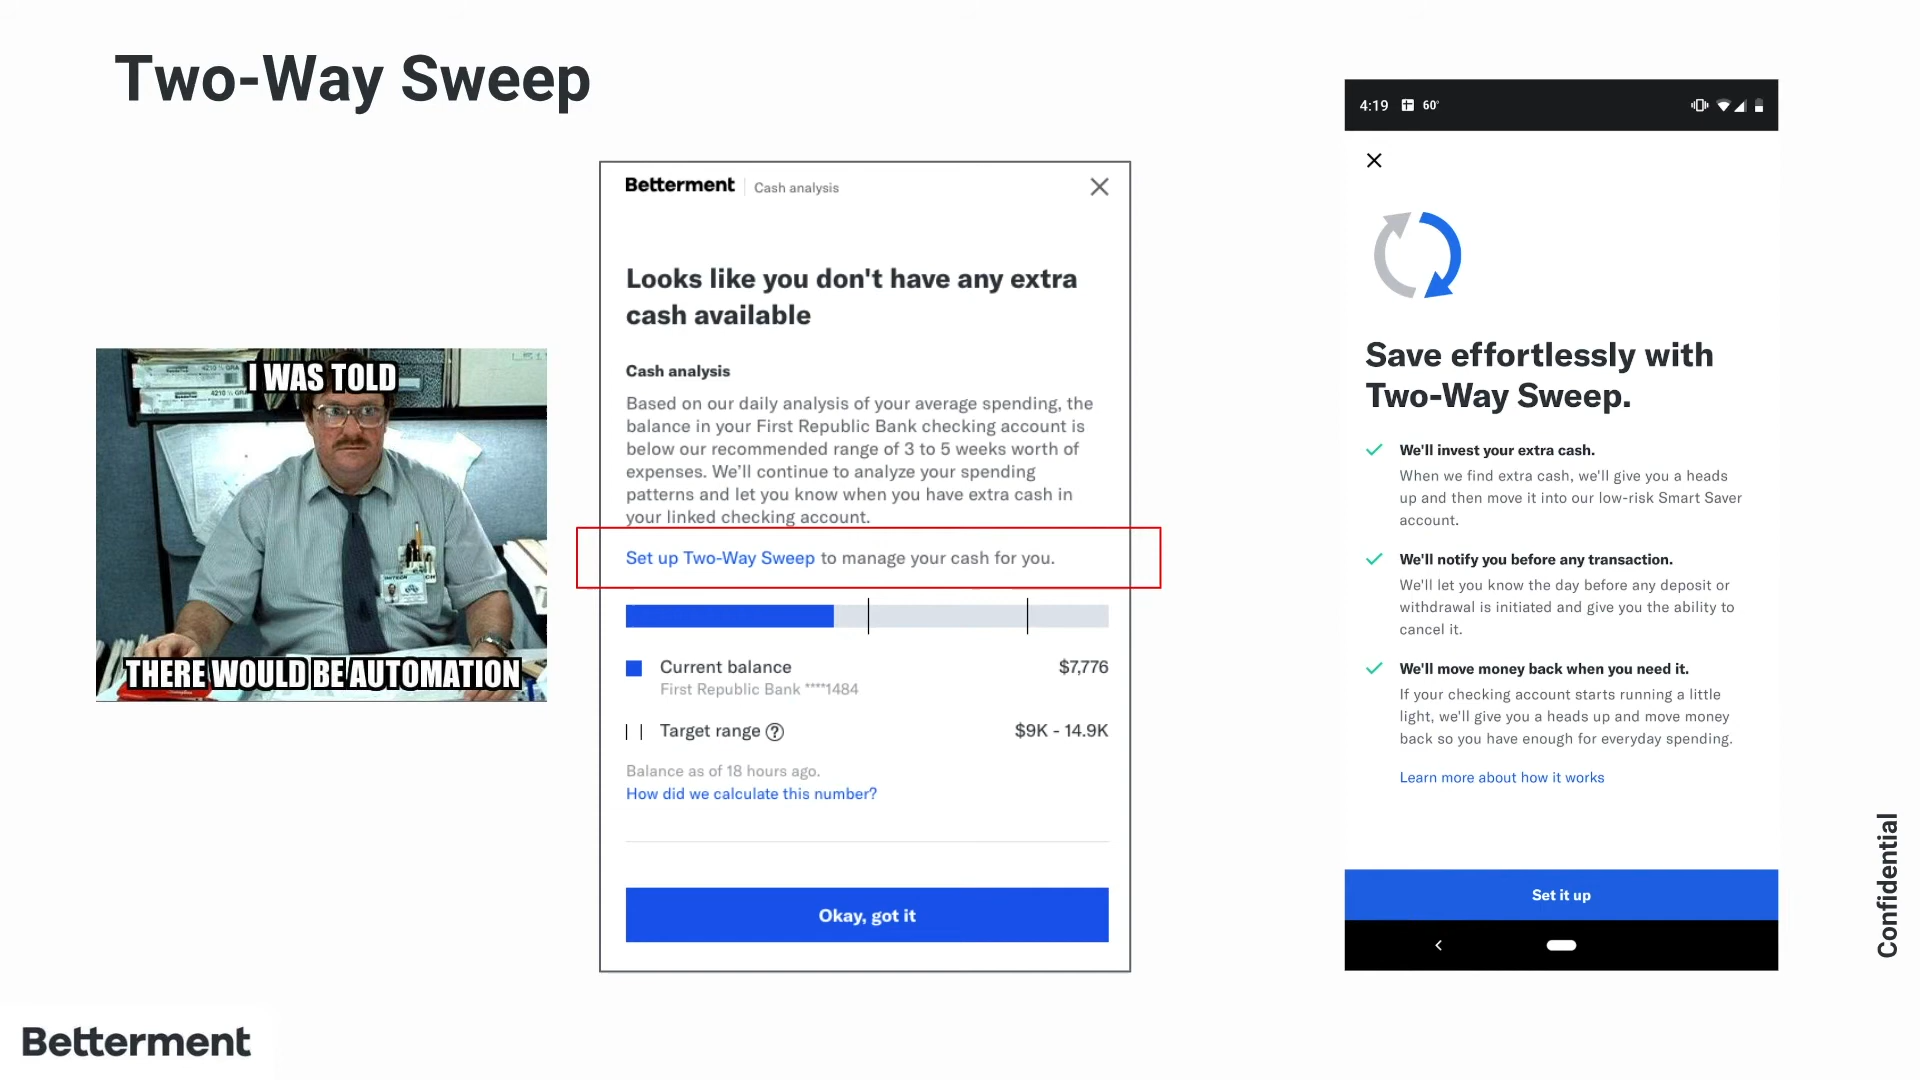 Two-Way Sweep
I WAS TOLD
THERE WOULD BE AUTOMATION
Betterment
Cash analysis
Looks like you don't have any extra
cash available
Cash analysis
Based on our daily analysis of your average spending, the
balance in your First Republic Bank checking account is
below our recommended range of 3 to 5 weeks worth of
expenses. We'll continue to analyze your spending
patterns and let you know when you have extra cash in
your linked checking account.
Set up Two-Way Sweep to manage your cash for you.
Current balance
$7,776
First Republic Bank ****1484
Target range ?
$9K - 14.9K
Balance as of 18 hours ago.
How did we calculate this number?
Okay, got it
4:19 60°
Save effortlessly with
Two-Way Sweep.
We'll invest your extra cash.
When we find extra cash, we'll give you a heads
up and then move it into our low-risk Smart Saver
account.
We'll notify you before any transaction.
We'll let you know the day before any deposit or
withdrawal is initiated and give you the ability to
cancel it.
We'll move money back when you need it.
If your checking account starts running a little
light, we'll give you a heads up and move money
back so you have enough for everyday spending.
Learn more about how it works
Set it up
Confidential
Betterment